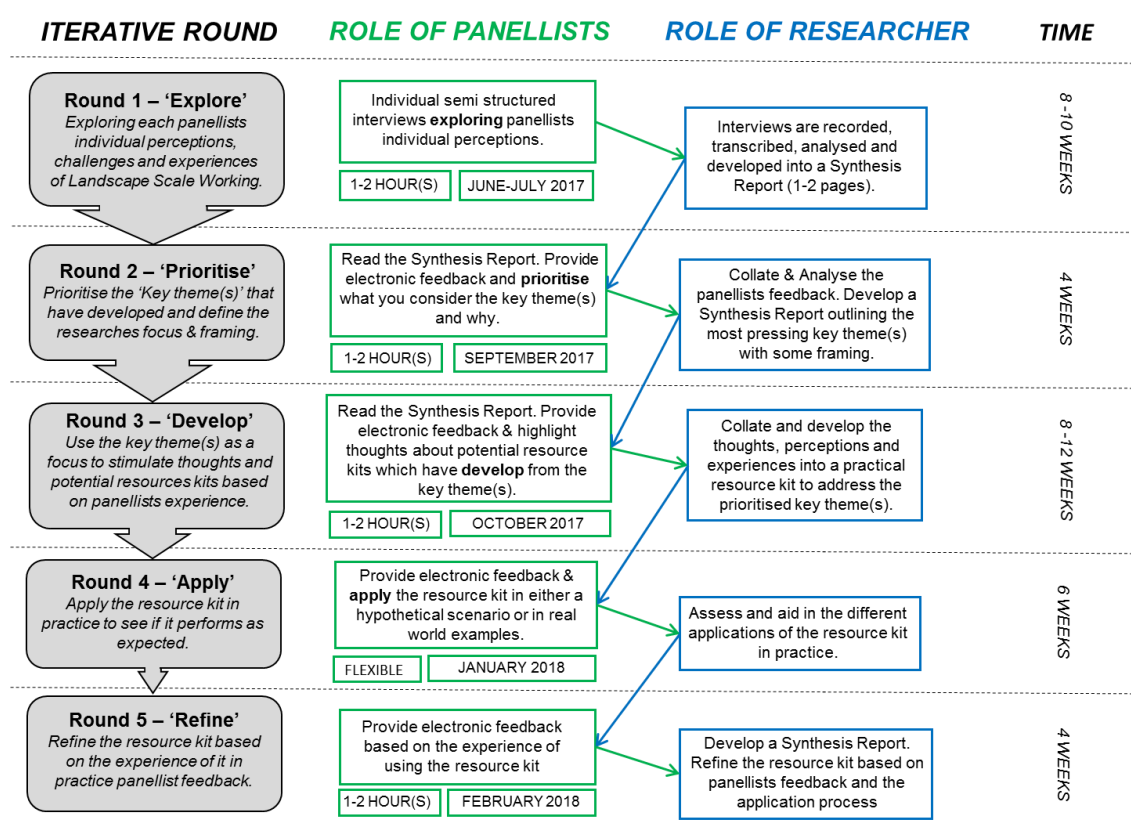 ITERATIVE ROUND
ROLE OF PANELLISTS
ROLE OF RESEARCHER
TIME
Round 1 – ‘Explore’
Exploring each panellists
individual perceptions,
challenges and experiences
of Landscape Scale Working.
Individual semi structured
interviews exploring panellists
individual perceptions.
1-2 HOUR(S)
JUNE-JULY 2017
Interviews are recorded,
transcribed, analysed and
developed into a Synthesis
Report (1-2 pages).
8 -10 WEEKS
Round 2 – ‘Prioritise’
Prioritise the ‘Key theme(s)’ that
have developed and define the
researches focus & framing.
Read the Synthesis Report. Provide
electronic feedback and prioritise
what you consider the key theme(s)
and why.
1-2 HOUR(S)
SEPTEMBER 2017
Collate & Analyse the
panellists feedback. Develop a
Synthesis Report outlining the
most pressing key theme(s)
with some framing.
4 WEEKS
Round 3 – ‘Develop’
Use the key theme(s) as a
focus to stimulate thoughts and
potential resources kits based
on panellists experience.
Read the Synthesis Report. Provide
electronic feedback & highlight
thoughts about potential resource
kits which have develop from the
key theme(s).
1-2 HOUR(S)
OCTOBER 2017
Collate and develop the
thoughts, perceptions and
experiences into a practical
resource kit to address the
prioritised key theme(s).
8 -12 WEEKS
Round 4 – ‘Apply’
Apply the resource kit in
practice to see if it performs as
expected.
Provide electronic feedback &
apply the resource kit in either a
hypothetical scenario or in real
world examples.
FLEXIBLE
JANUARY 2018
Assess and aid in the different
applications of the resource kit
in practice.
6 WEEKS
Round 5 – ‘Refine’
Refine the resource kit based
on the experience of it in
practice panellist feedback.
Provide electronic feedback
based on the experience of
using the resource kit
1-2 HOUR(S)
FEBRUARY 2018
Develop a Synthesis Report.
Refine the resource kit based on
panellists feedback and the
application process
4 WEEKS